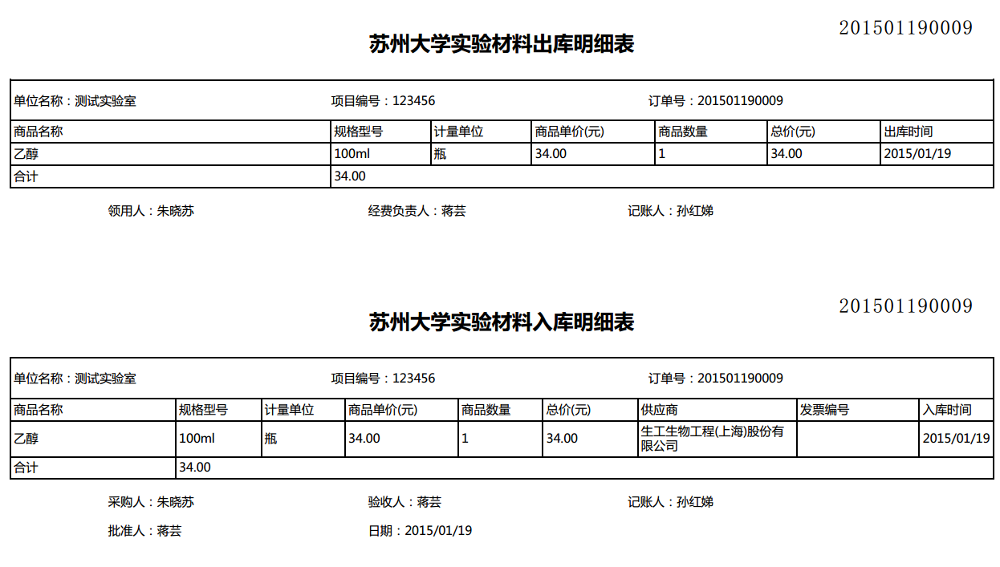 201501190009
苏州大学实验材料出库明细表
单位名称：测试实验室 项目编号：123456 订单号：201501190009
商品名称 规格型号 计量单位 商品单价(元) 商品数量 总价(元) 出库时间
乙醇 100ml 瓶 34.00 1 34.00 2015/01/19
合计 34.00
领用人：朱晓苏 经费负责人：蒋芸 记账人：孙红娣
201501190009
苏州大学实验材料入库明细表
单位名称：测试实验室 项目编号：123456 订单号：201501190009
商品名称 规格型号 计量单位 商品单价(元) 商品数量 总价(元) 供应商 发票编号 入库时间
乙醇 100ml 瓶 34.00 1 34.00 生工生物工程(上海)股份有
限公司 2015/01/19
合计 34.00
采购人：朱晓苏 验收人：蒋芸 记账人：孙红娣
批准人：蒋芸 日期：2015/01/19